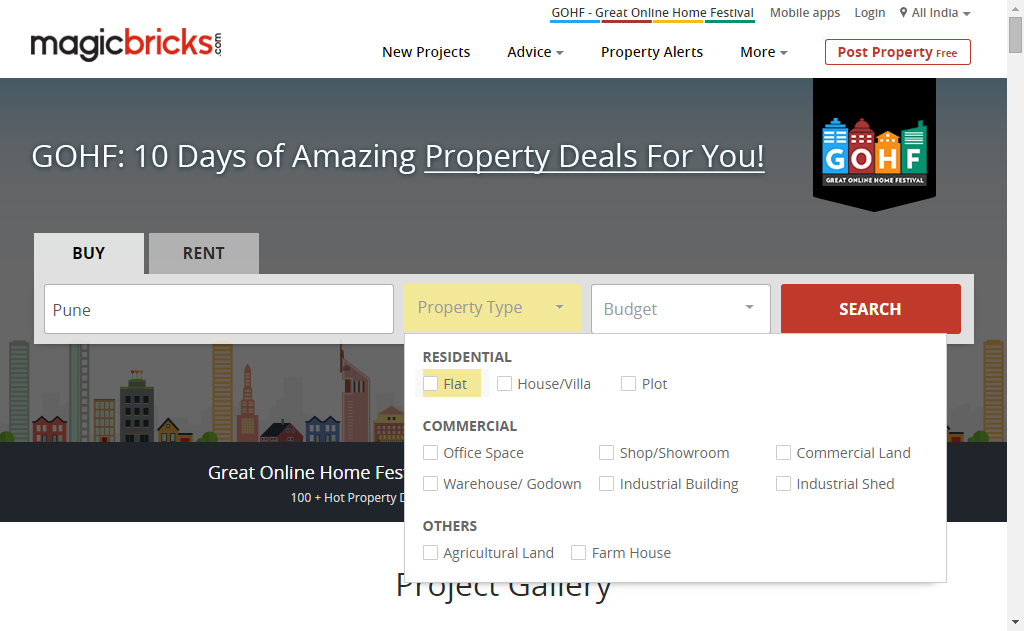 GOHF - Great Online Home Festival Mobile apps Login All India
magicbricks.com
New Projects Advice Property Alerts More Post Property Free
GOHF: 10 Days of Amazing Property Deals For You!
GOHF
GREAT ONLINE HOME FESTIVAL
BUY RENT
Pune Property Type Budget SEARCH
RESIDENTIAL
Flat House/Villa Plot
COMMERCIAL
Office Space Shop/Showroom Commercial Land
Warehouse/ Godown Industrial Building Industrial Shed
OTHERS
Agricultural Land Farm House
Great Online Home Fes
100 + Hot Property
Project Gallery